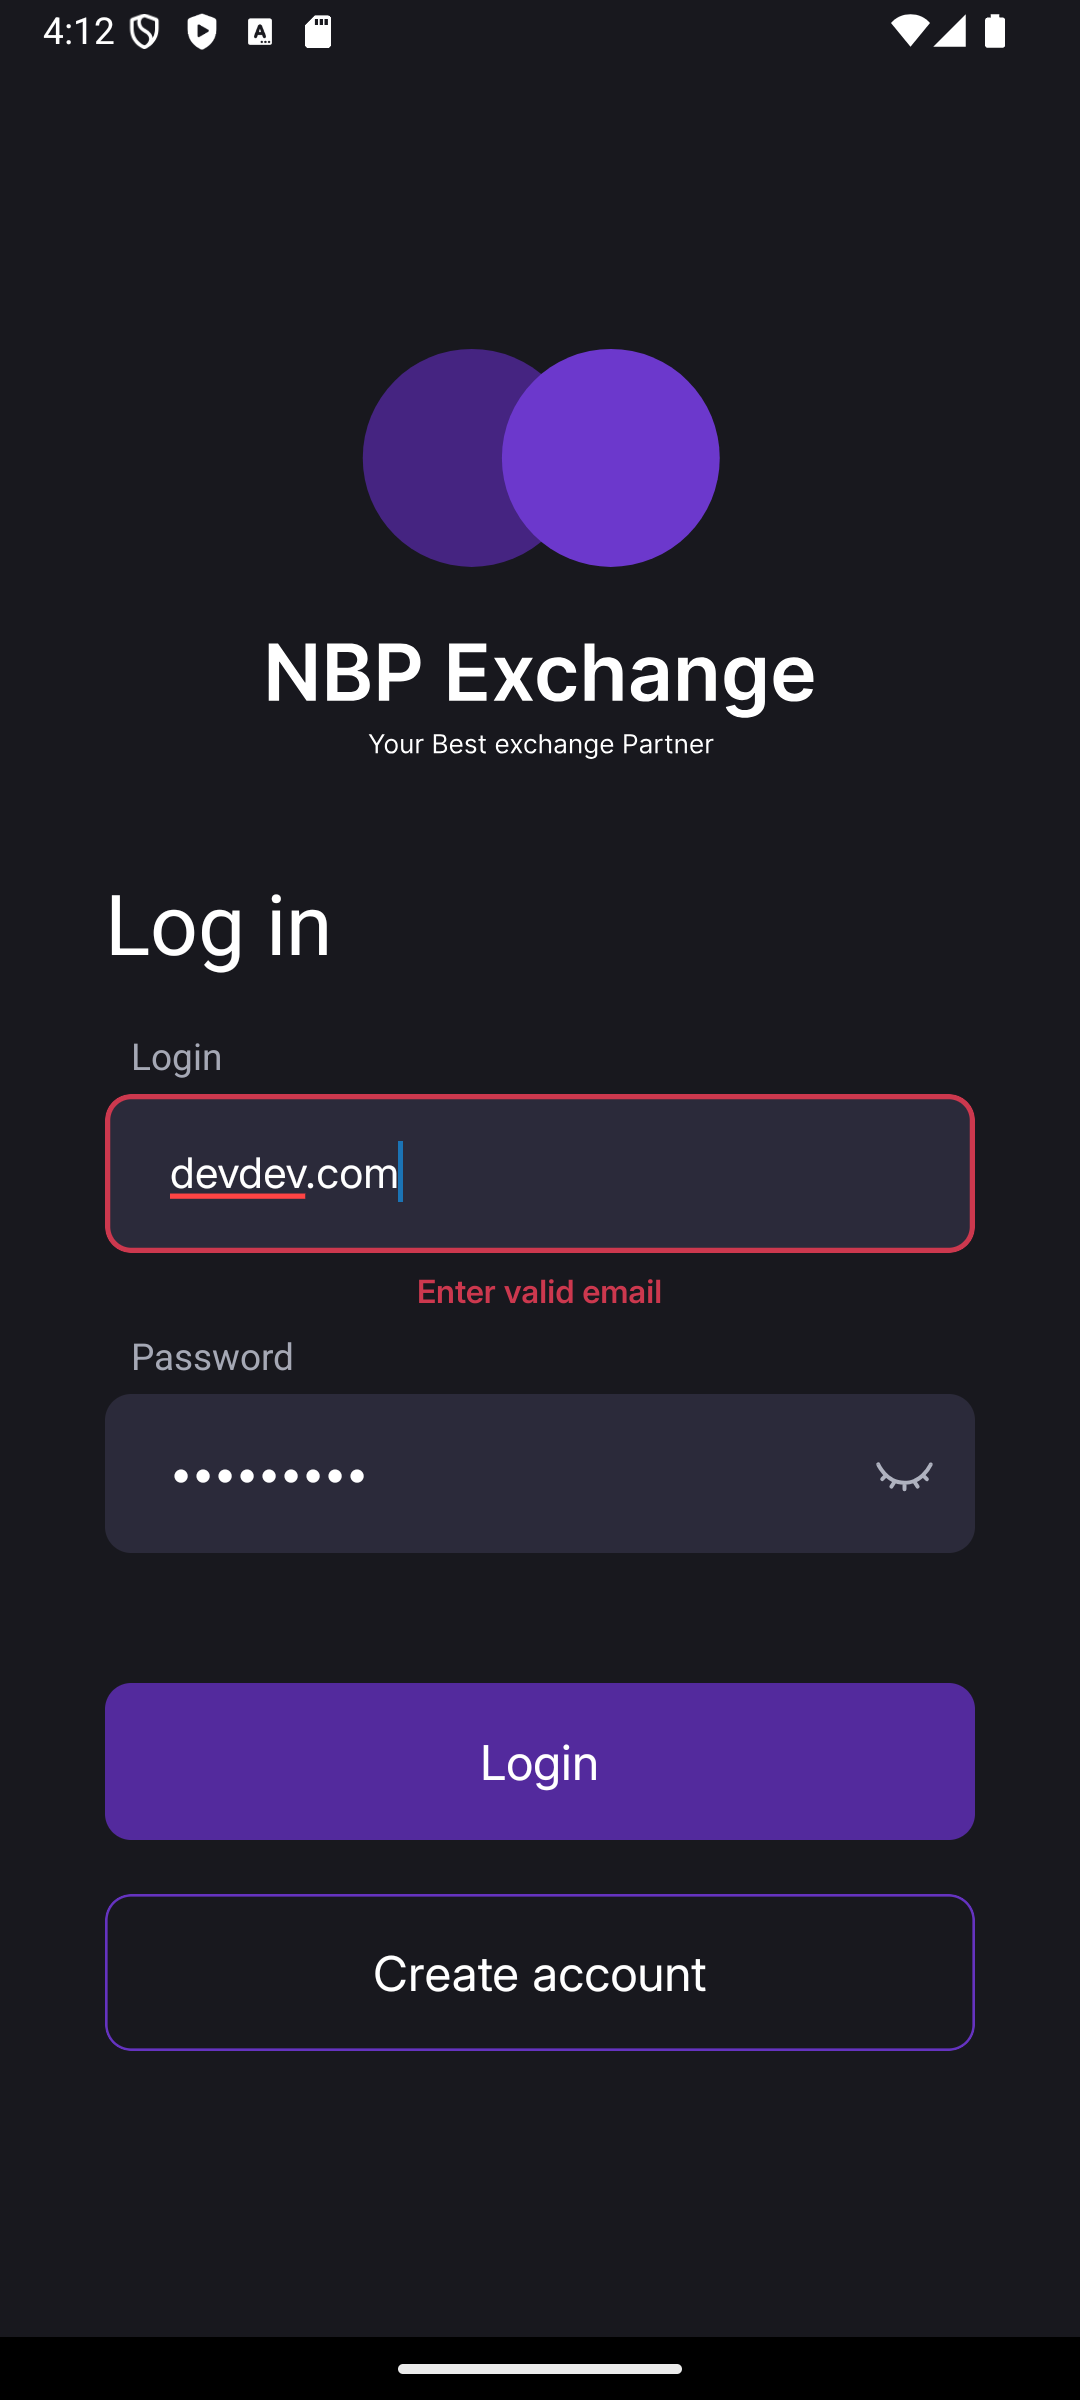 4:12
NBP Exchange
Your Best exchange Partner
Log in
Login
devdev.com
Enter valid email
Password
•••••••••
Login
Create account